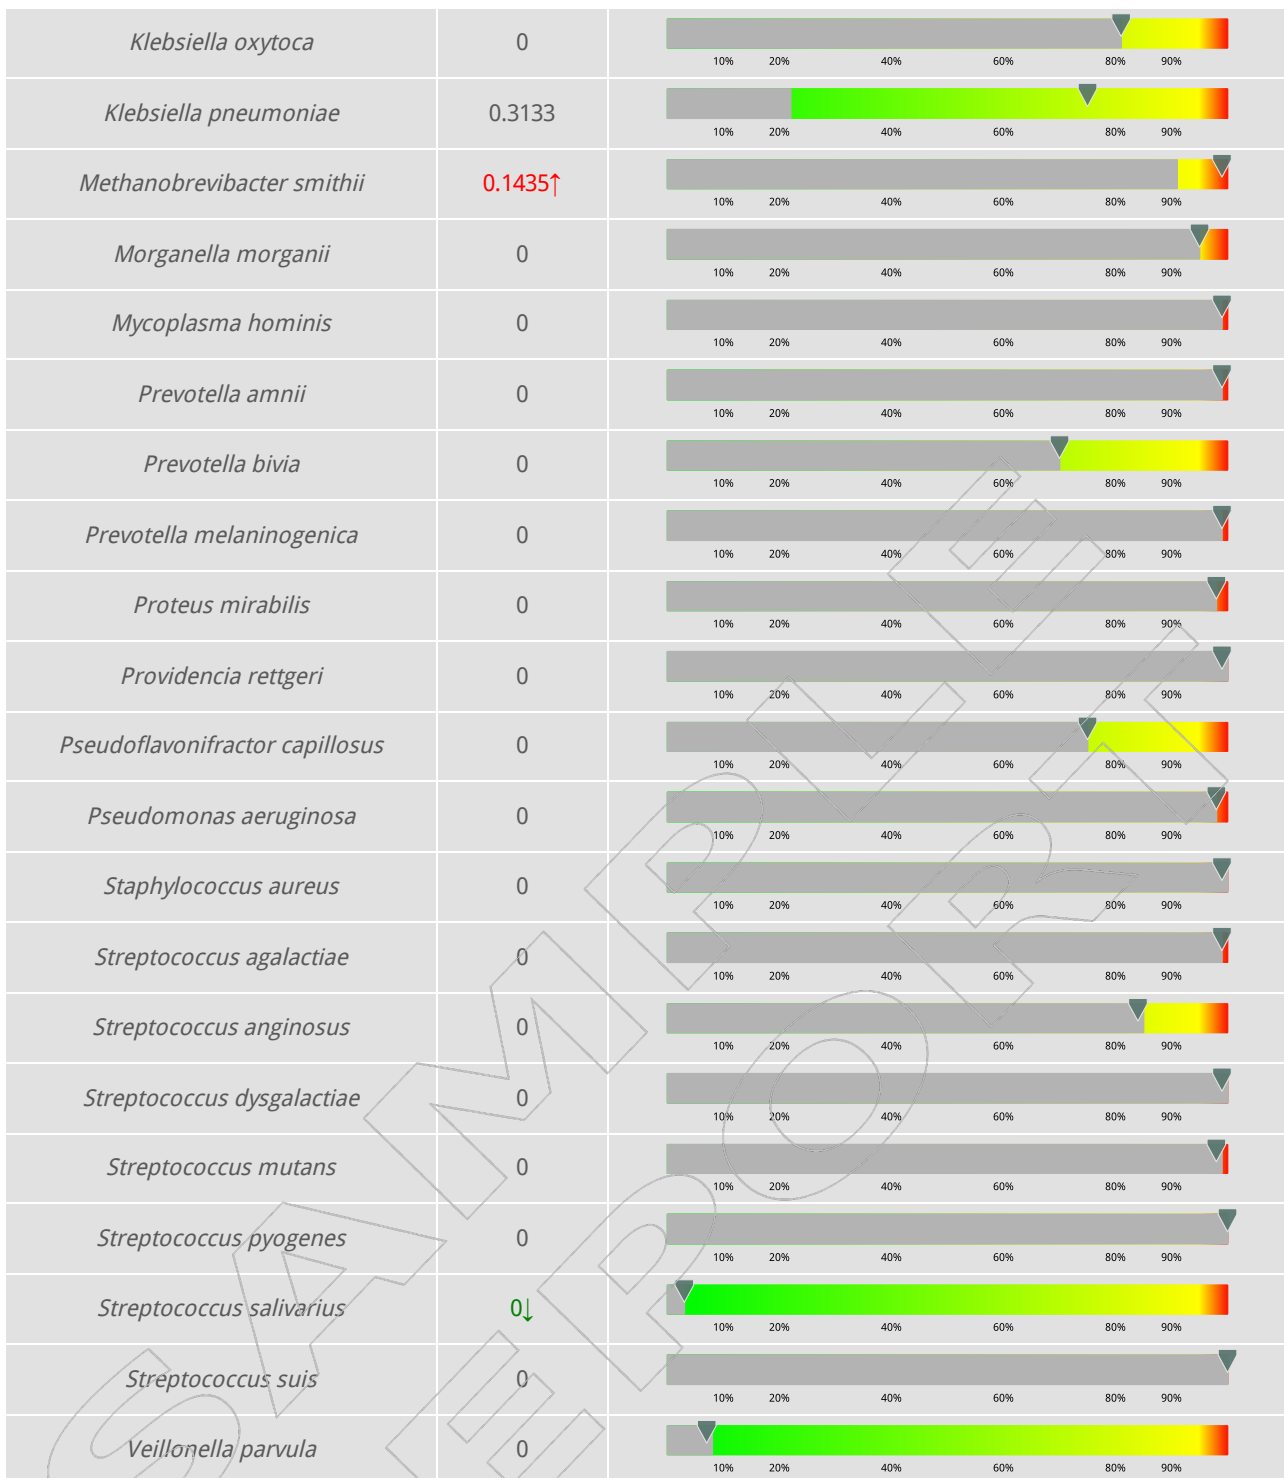 Klebsiella oxytoca 0
10% 20% 40% 60% 80% 90%
Klebsiella pneumoniae 0.3133
10% 20% 40% 60% 80% 90%
Methanobrevibacter smithii 0.1435↑
10% 20% 40% 60% 80% 90%
Morganella morganii 0
10% 20% 40% 60% 80% 90%
Mycoplasma hominis 0
10% 20% 40% 60% 80% 90%
Prevotella amnii 0
10% 20% 40% 60% 80% 90%
Prevotella bivia 0
10% 20% 40% 60% 80% 90%
Prevotella melaninogenica 0
10% 20% 40% 60% 80% 90%
Proteus mirabilis 0
10% 20% 40% 60% 80% 90%
Providencia rettgeri 0
10% 20% 40% 60% 80% 90%
Pseudoflavonifractor capillosus 0
10% 20% 40% 60% 80% 90%
Pseudomonas aeruginosa 0
10% 20% 40% 60% 80% 90%
Staphylococcus aureus 0
10% 20% 40% 60% 80% 90%
Streptococcus agalactiae 0
10% 20% 40% 60% 80% 90%
Streptococcus anginosus 0
10% 20% 40% 60% 80% 90%
Streptococcus dysgalactiae 0
10% 20% 40% 60% 80% 90%
Streptococcus mutans 0
10% 20% 40% 60% 80% 90%
Streptococcus pyogenes 0
10% 20% 40% 60% 80% 90%
Streptococcus salivarius 0↓
10% 20% 40% 60% 80% 90%
Streptococcus suis 0
10% 20% 40% 60% 80% 90%
Veillonella parvula 0
10% 20% 40% 60% 80% 90%
SAMPLE